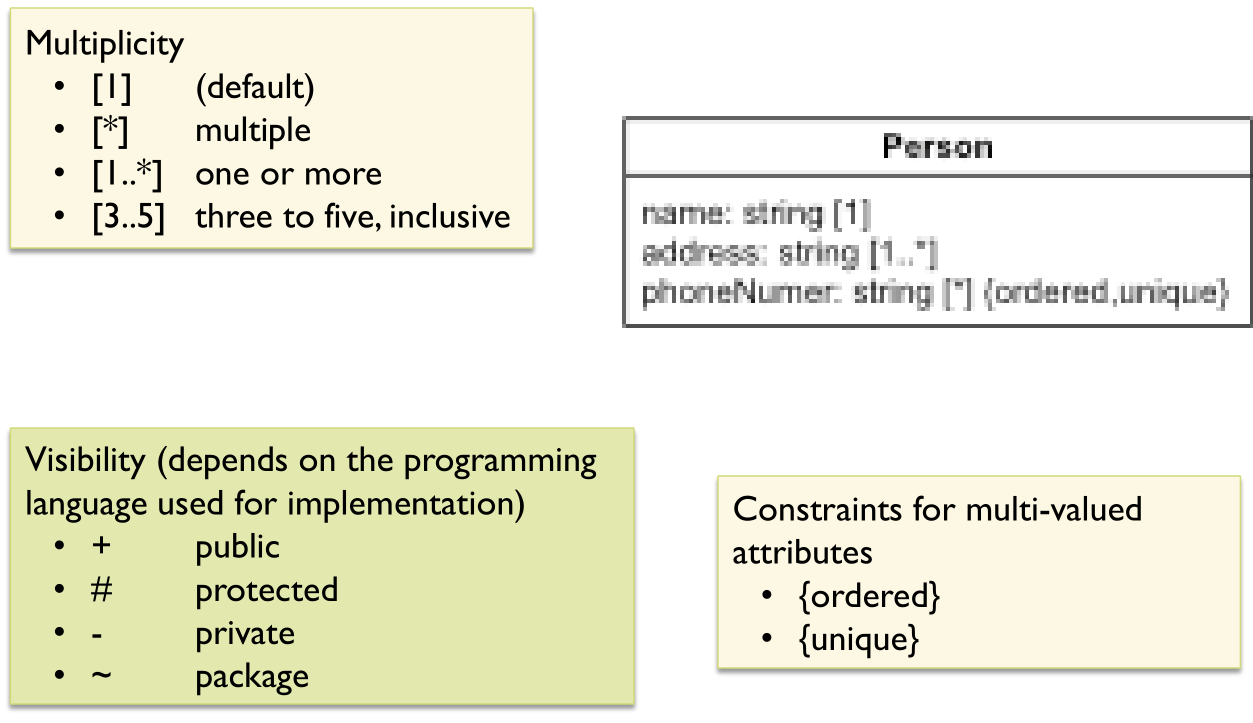 Multiplicity
• [1] (default)
• [*] multiple
• [1..*] one or more
• [3..5] three to five, inclusive
Person
name: string [1]
address: string [1..*]
phoneNumer: string [*] {ordered,unique}
Visibility (depends on the programming
language used for implementation)
• + public
• # protected
• - private
• ~ package
Constraints for multi-valued
attributes
• {ordered}
• {unique}